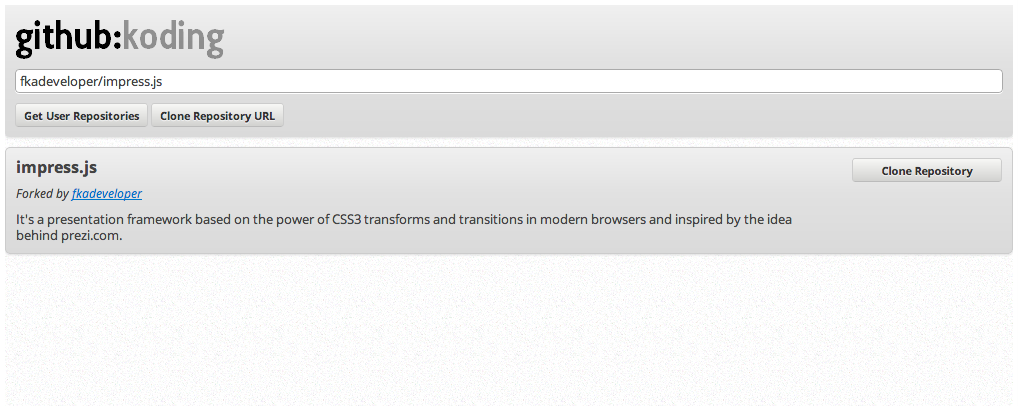 github:koding
fkadeveloper/impress.js
Get User Repositories Clone Repository URL
impress.js
Clone Repository
Forked by fkadeveloper
It's a presentation framework based on the power of CSS3 transforms and transitions in modern browsers and inspired by the idea
behind prezi.com.